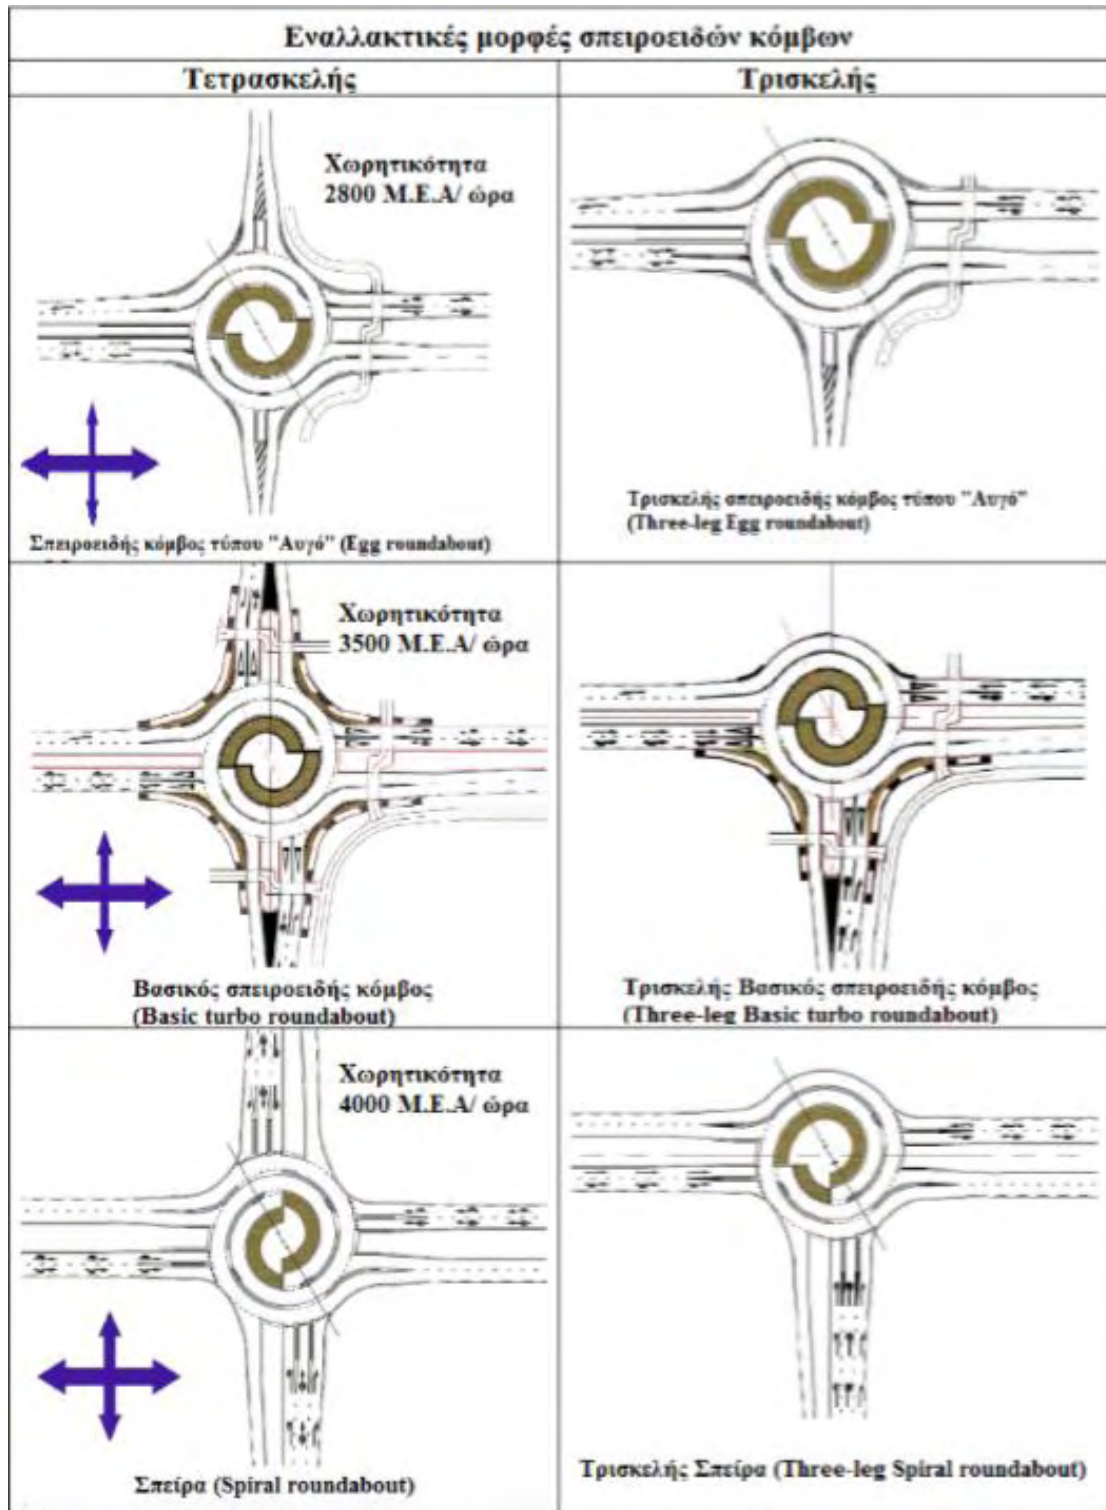 Εναλλακτικές μορφές σπειροειδών κόμβων
Τετρασκελής
Τρισκελής
Χωρητικότητα
2800 Μ.Ε.Α/ ώρα
Σπειροειδής κόμβος τύπου "Αυγό" (Egg roundabout)
Τρισκελής σπειροειδής κόμβος τύπου "Αυγό"
(Three-leg Egg roundabout)
Χωρητικότητα
3500 Μ.Ε.Α/ ώρα
Βασικός σπειροειδής κόμβος
(Basic turbo roundabout)
Τρισκελής Βασικός σπειροειδής κόμβος
(Three-leg Basic turbo roundabout)
Χωρητικότητα
4000 Μ.Ε.Α/ ώρα
Σπείρα (Spiral roundabout)
Τρισκελής Σπείρα (Three-leg Spiral roundabout)